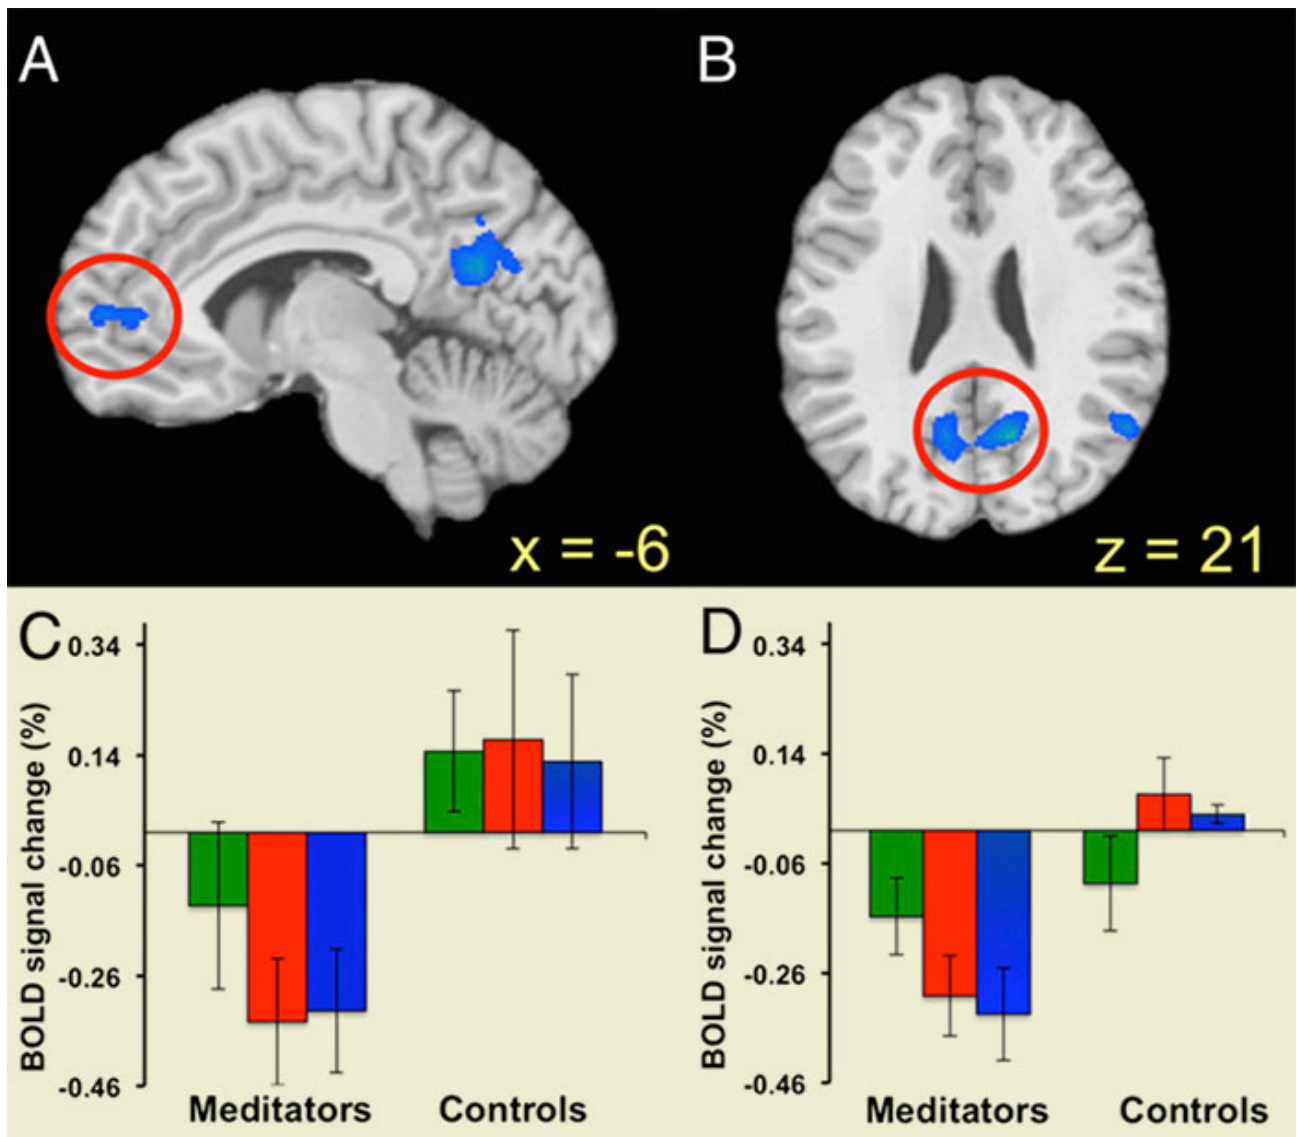 A
B
x = -6
z = 21
C
0.34
0.14
-0.06
-0.26
-0.46
BOLD signal change (%)
Meditators
Controls
D
0.34
0.14
-0.06
-0.26
-0.46
BOLD signal change (%)
Meditators
Controls